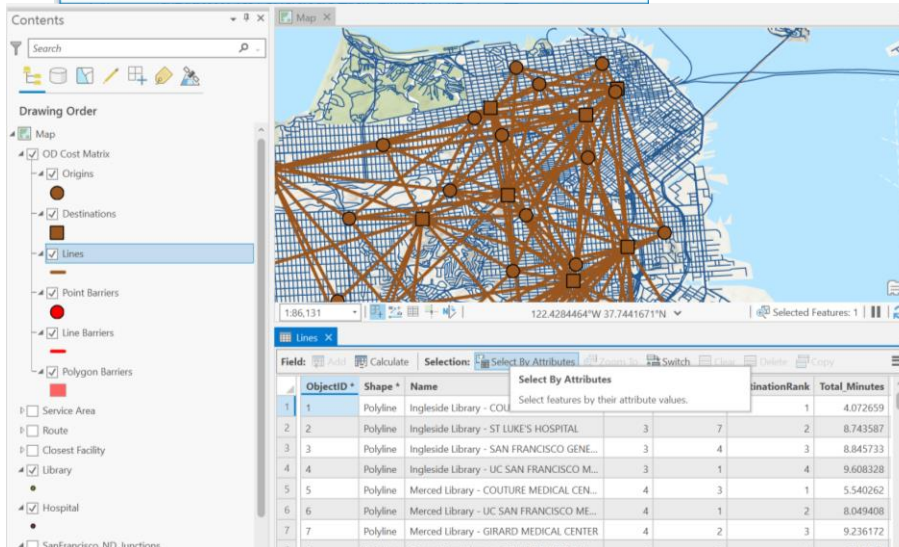 Contents
Map
Search
Drawing Order
Map
OD Cost Matrix
Origins
Destinations
Lines
Point Barriers
Line Barriers
Polygon Barriers
Service Area
Route
Closest Facility
Library
Hospital
SanFrancisco_ND_Junctions
1:86,131
122.4284464°W 37.7441671°N
Selected Features: 1
Lines
Field: Add Calculate Selection: Select By Attributes Zoom To Switch Clear Delete Copy
Select By Attributes
Select features by their attribute values.
ObjectID * Shape * Name tinationRank Total_Minutes
1 1 Polyline Ingleside Library - COU 1 4.072659
2 2 Polyline Ingleside Library - ST LUKE'S HOSPITAL 3 7 2 8.743587
3 3 Polyline Ingleside Library - SAN FRANCISCO GENE... 3 4 3 8.845733
4 4 Polyline Ingleside Library - UC SAN FRANCISCO M... 3 1 4 9.608328
5 5 Polyline Merced Library - COUTURE MEDICAL CEN... 4 3 1 5.540262
6 6 Polyline Merced Library - UC SAN FRANCISCO ME... 4 1 2 8.049408
7 7 Polyline Merced Library - GIRARD MEDICAL CENTER 4 2 3 9.236172